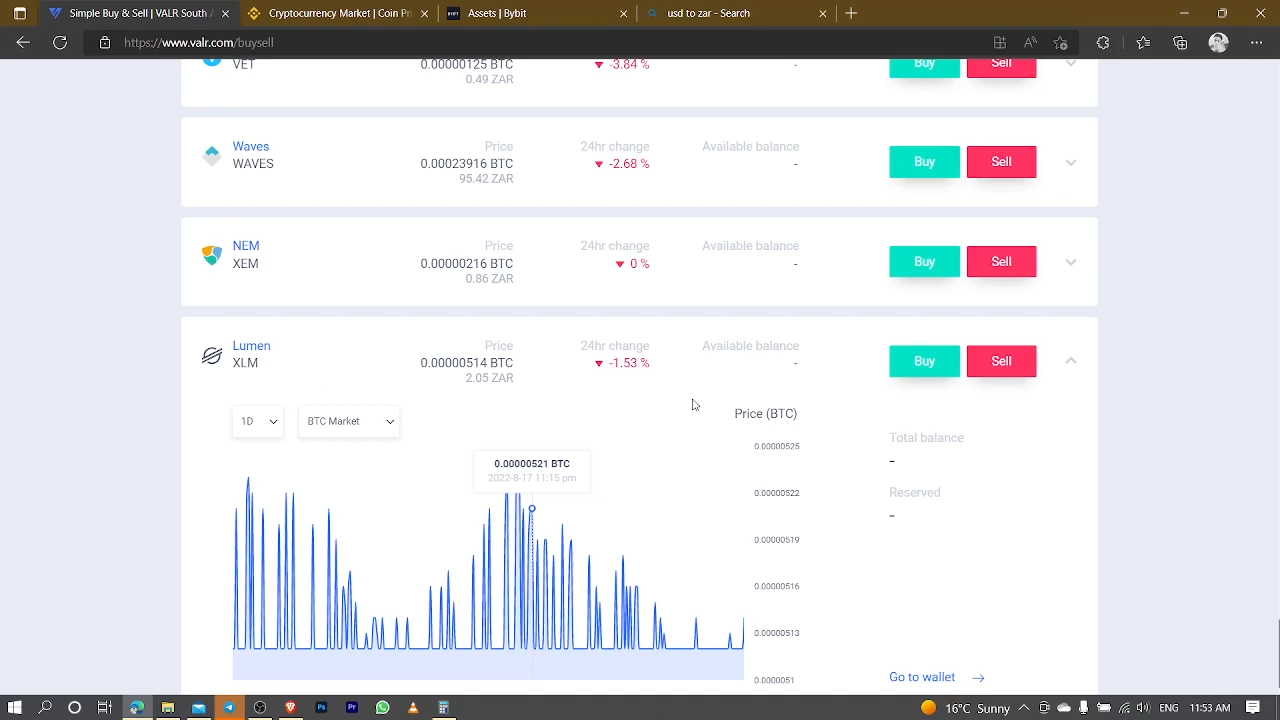 Simple Buy & Sell | VALR South /
Coinbook | Coin Pri
BYFT
Assets | Bybit
usd to zar - Search
https://www.valr.com/buysell
VET
0.00000125 BTC
-3.84 %
-
Buy
Sell
0.49 ZAR
Waves
Price
24hr change
Available balance
WAVES
0.00023916 BTC
-2.68 %
-
Buy
Sell
95.42 ZAR
NEM
Price
24hr change
Available balance
XEM
0.00000216 BTC
0 %
-
Buy
Sell
0.86 ZAR
Lumen
Price
24hr change
Available balance
XLM
0.00000514 BTC
-1.53 %
-
Buy
Sell
2.05 ZAR
1D
BTC Market
Price (BTC)
0.00000525
0.00000522
0.00000519
0.00000516
0.00000513
0.0000051
0.00000521 BTC
2022-8-17 11:15 pm
Total balance
-
Reserved
-
Go to wallet
16°C Sunny
ENG
11:53 AM